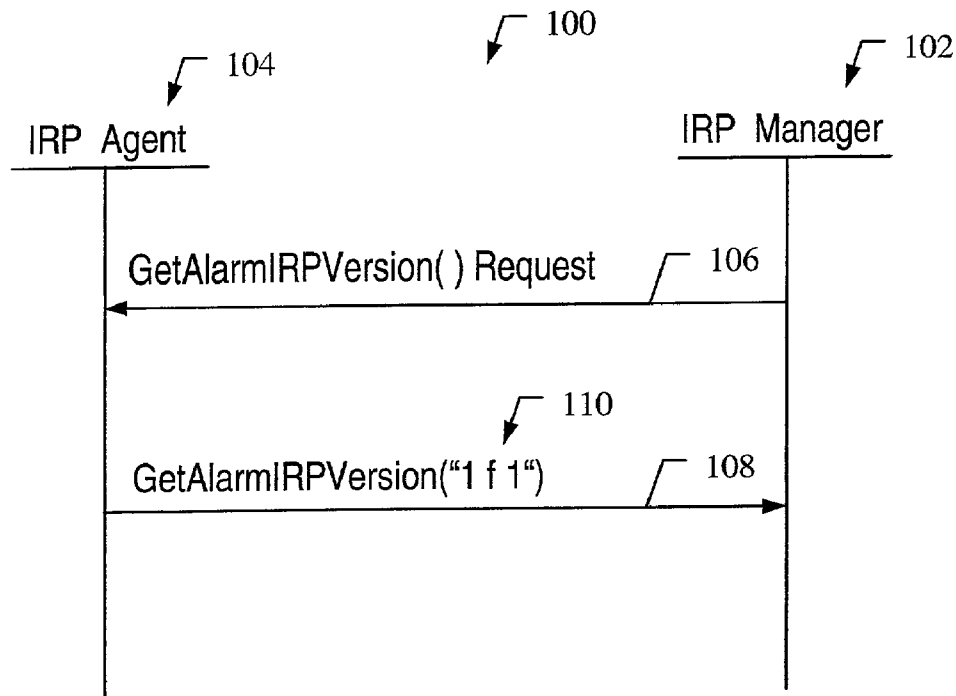 100
104
102
IRP Agent
IRP Manager
GetAlarmIRPVersion( ) Request
106
110
GetAlarmIRPVersion(“1 f 1“)
108